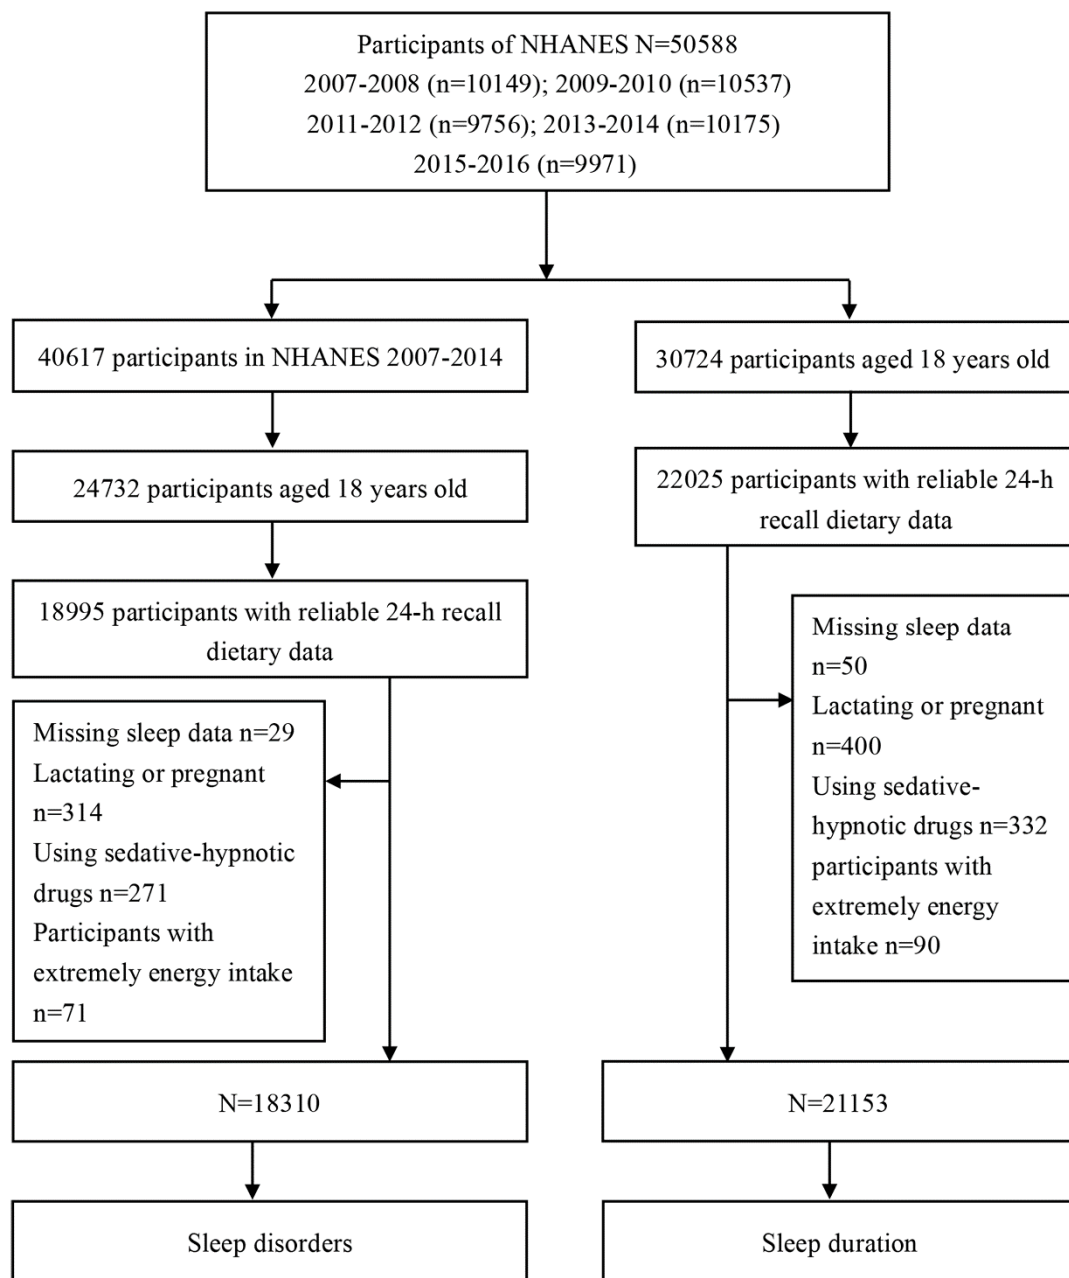 Participants of NHANES N=50588
2007-2008 (n=10149); 2009-2010 (n=10537)
2011-2012 (n=9756); 2013-2014 (n=10175)
2015-2016 (n=9971)
40617 participants in NHANES 2007-2014
24732 participants aged 18 years old
18995 participants with reliable 24-h recall
dietary data
Missing sleep data n=29
Lactating or pregnant
n=314
Using sedative-hypnotic
drugs n=271
Participants with
extremely energy intake
n=71
N=18310
Sleep disorders
30724 participants aged 18 years old
22025 participants with reliable 24-h
recall dietary data
Missing sleep data
n=50
Lactating or pregnant
n=400
Using sedative-
hypnotic drugs n=332
participants with
extremely energy
intake n=90
N=21153
Sleep duration